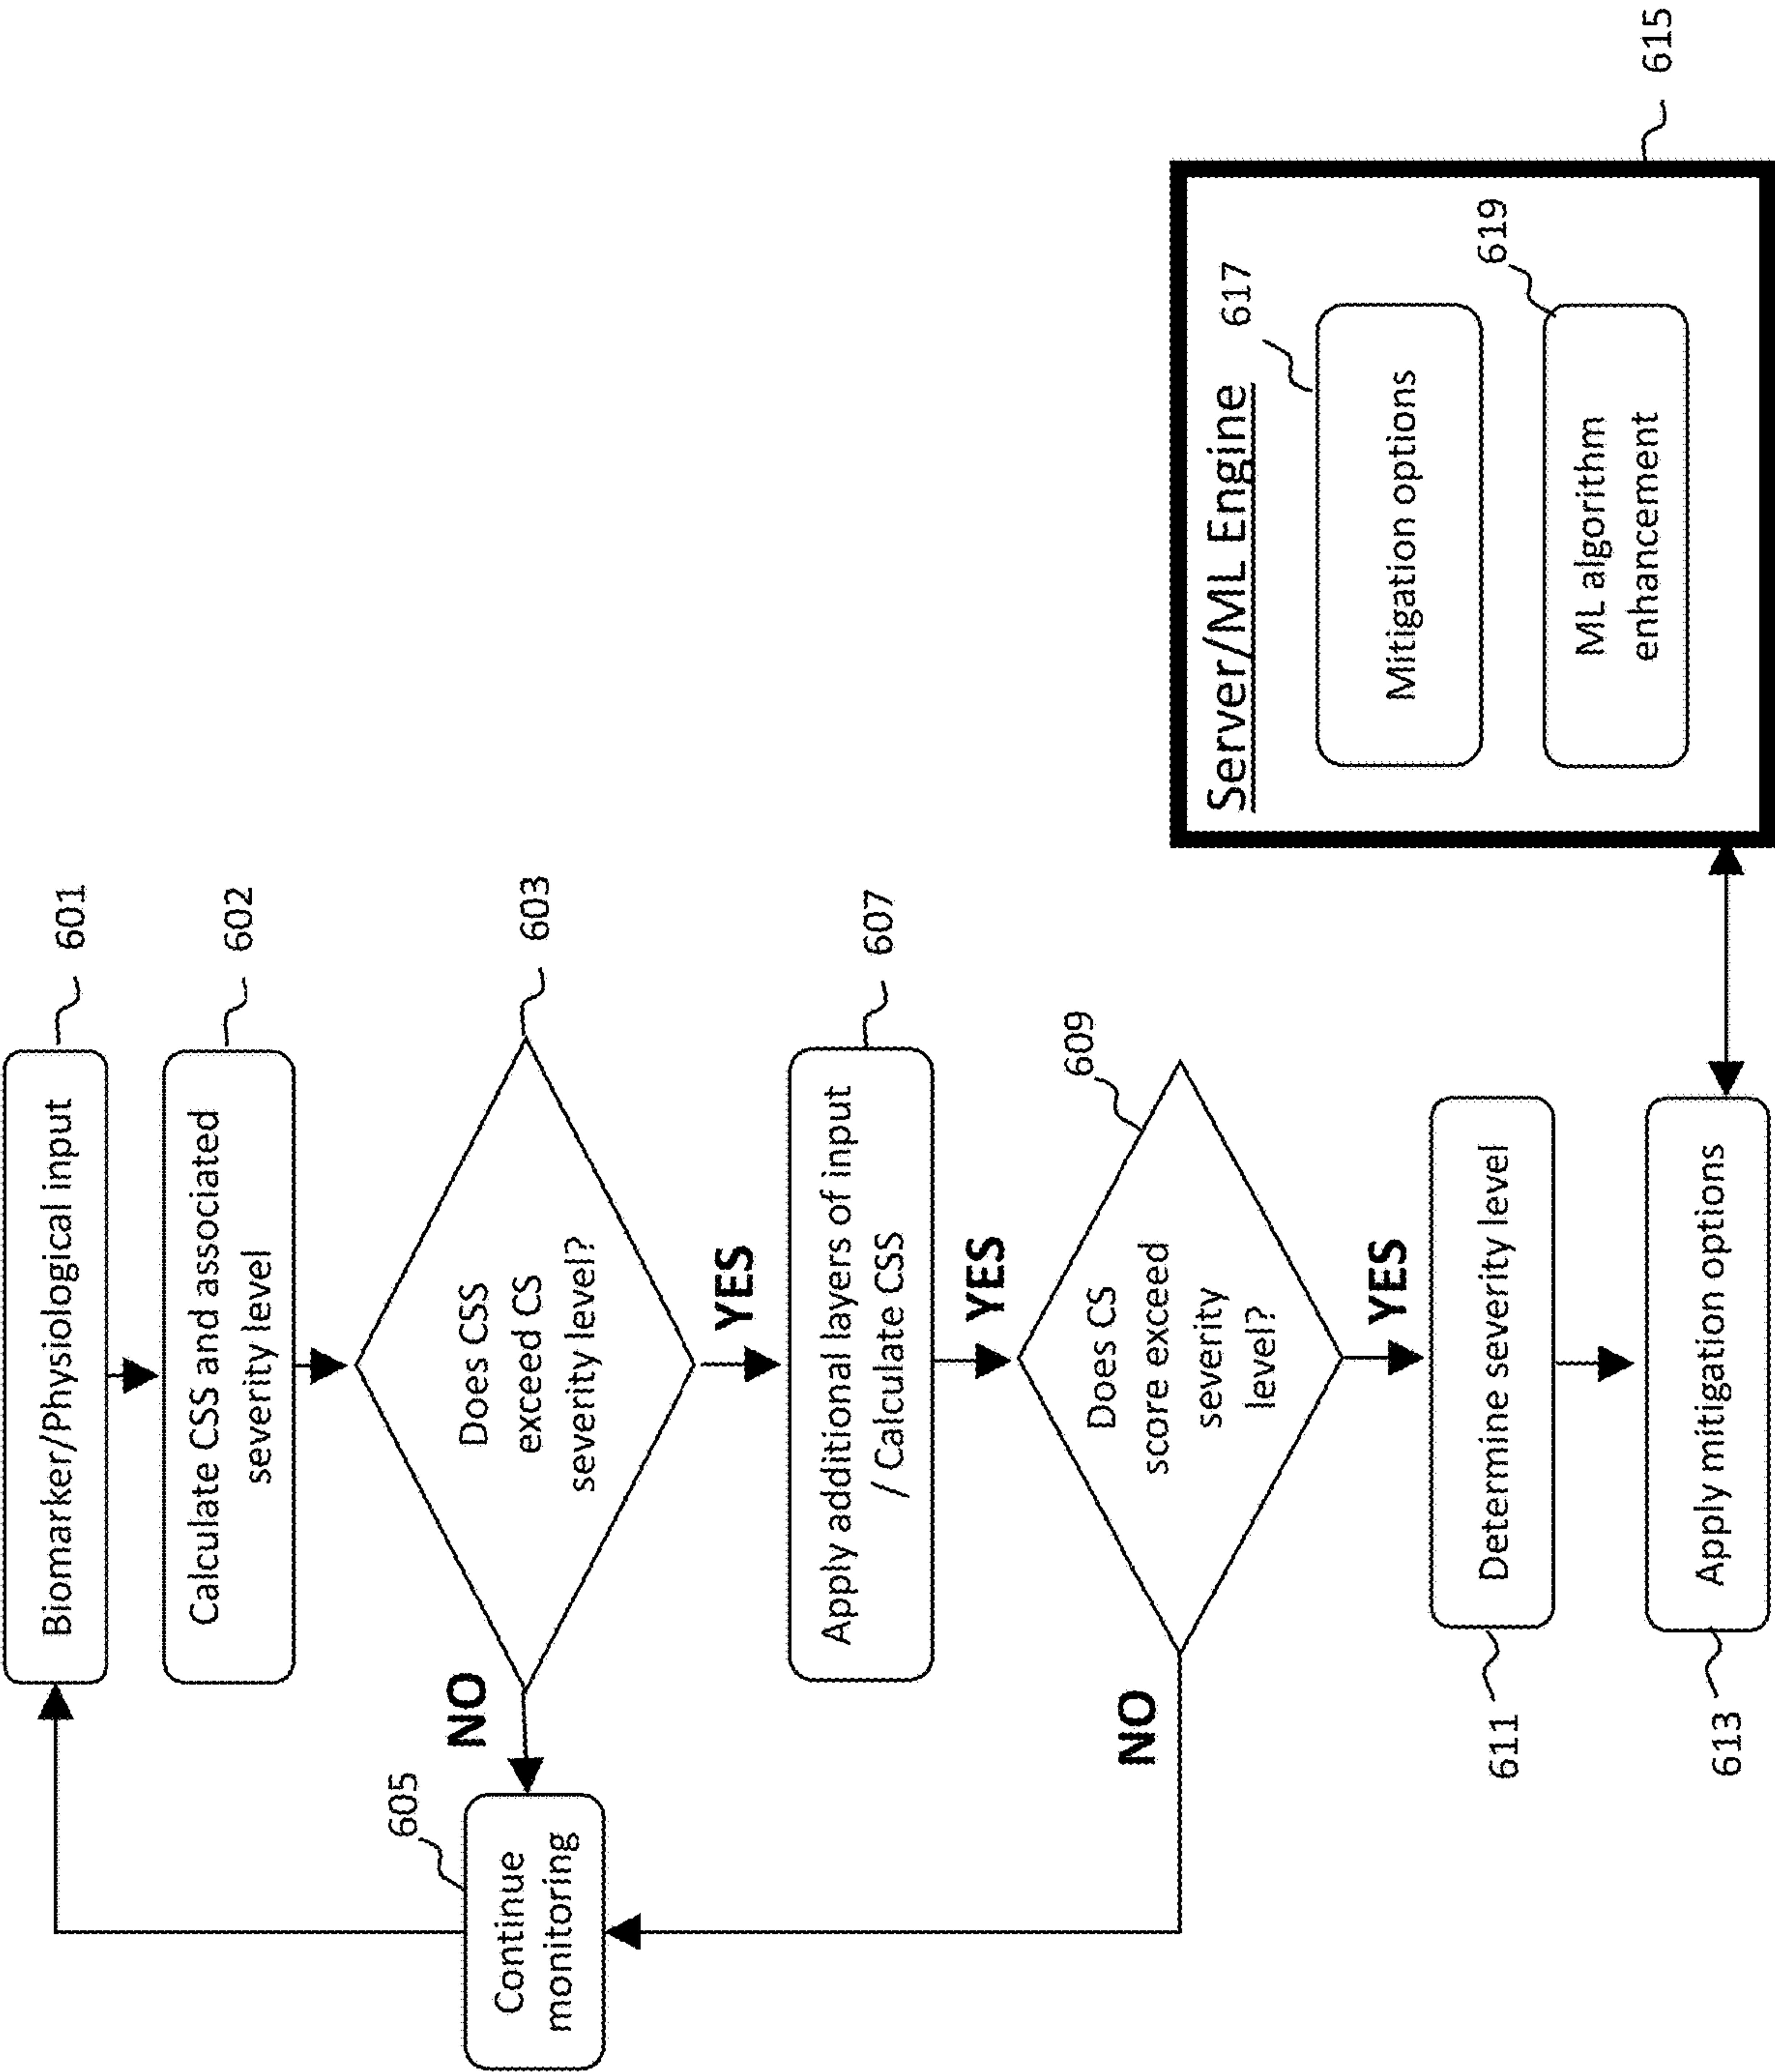 Biomarker/Physiological input
601
Calculate CSS and associated
severity level
602
Does CSS
exceed CS
severity level?
603
NO
YES
Continue
monitoring
605
Apply additional layers of input
/ Calculate CSS
607
YES
Does CS
score exceed
severity
level?
609
NO
YES
Determine severity level
611
Apply mitigation options
613
Server/ML Engine
615
Mitigation options
617
ML algorithm
enhancement
619